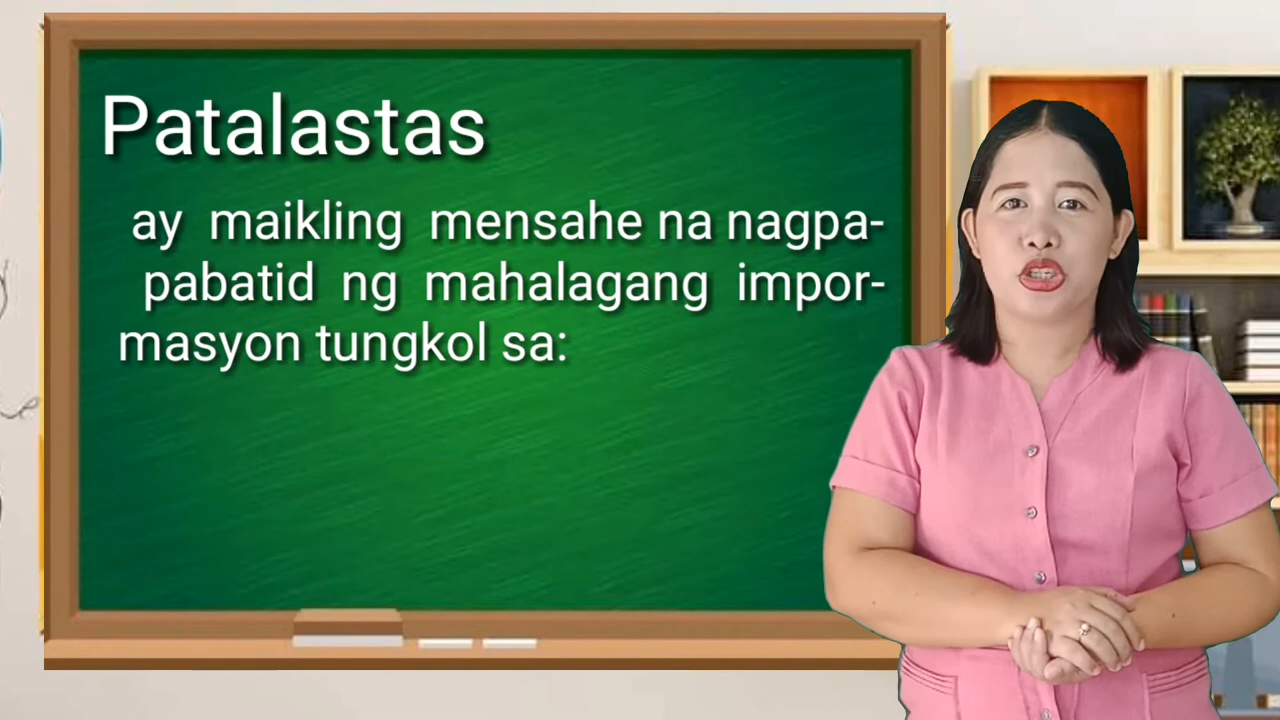 Patalastas
ay maikling mensahe na nagpa-
pabatid ng mahalagang impor-
masyon tungkol sa: